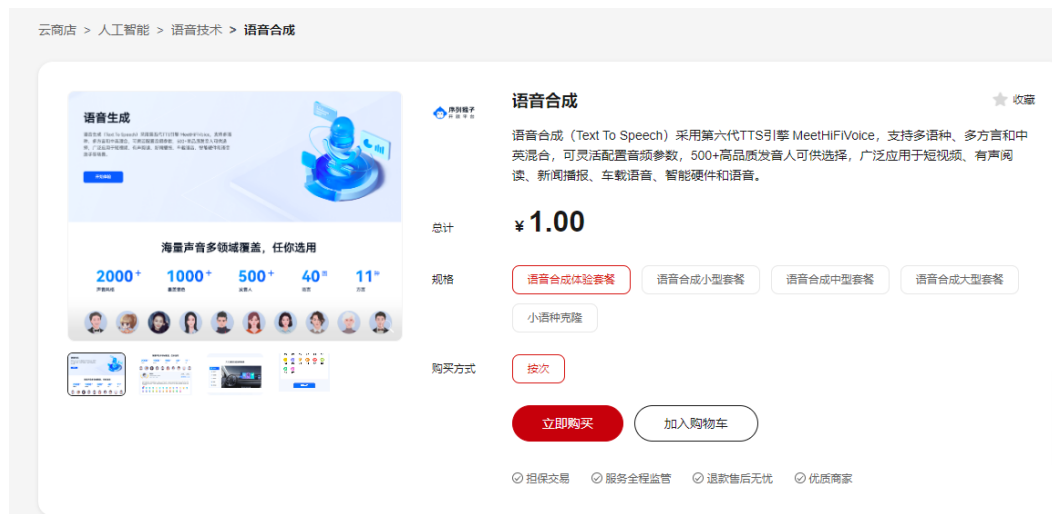 云商店 > 人工智能 > 语音技术 > 语音合成
语音生成
海量声音多领域覆盖，任你选用
2000+
1000+
500+
40
11
序列猴子
开放平台
语音合成
收藏
语音合成（Text To Speech）采用第六代TTS引擎 MeetHiFiVoice，支持多语种、多方言和中
英混合，可灵活配置音频参数，500+高品质发音人可供选择，广泛应用于短视频、有声阅
读、新闻播报、车载语音、智能硬件和语音。
总计
¥1.00
规格
语音合成体验套餐
语音合成小型套餐
语音合成中型套餐
语音合成大型套餐
小语种克隆
购买方式
按次
立即购买
加入购物车
担保交易
服务全程监管
退款售后无忧
优质商家